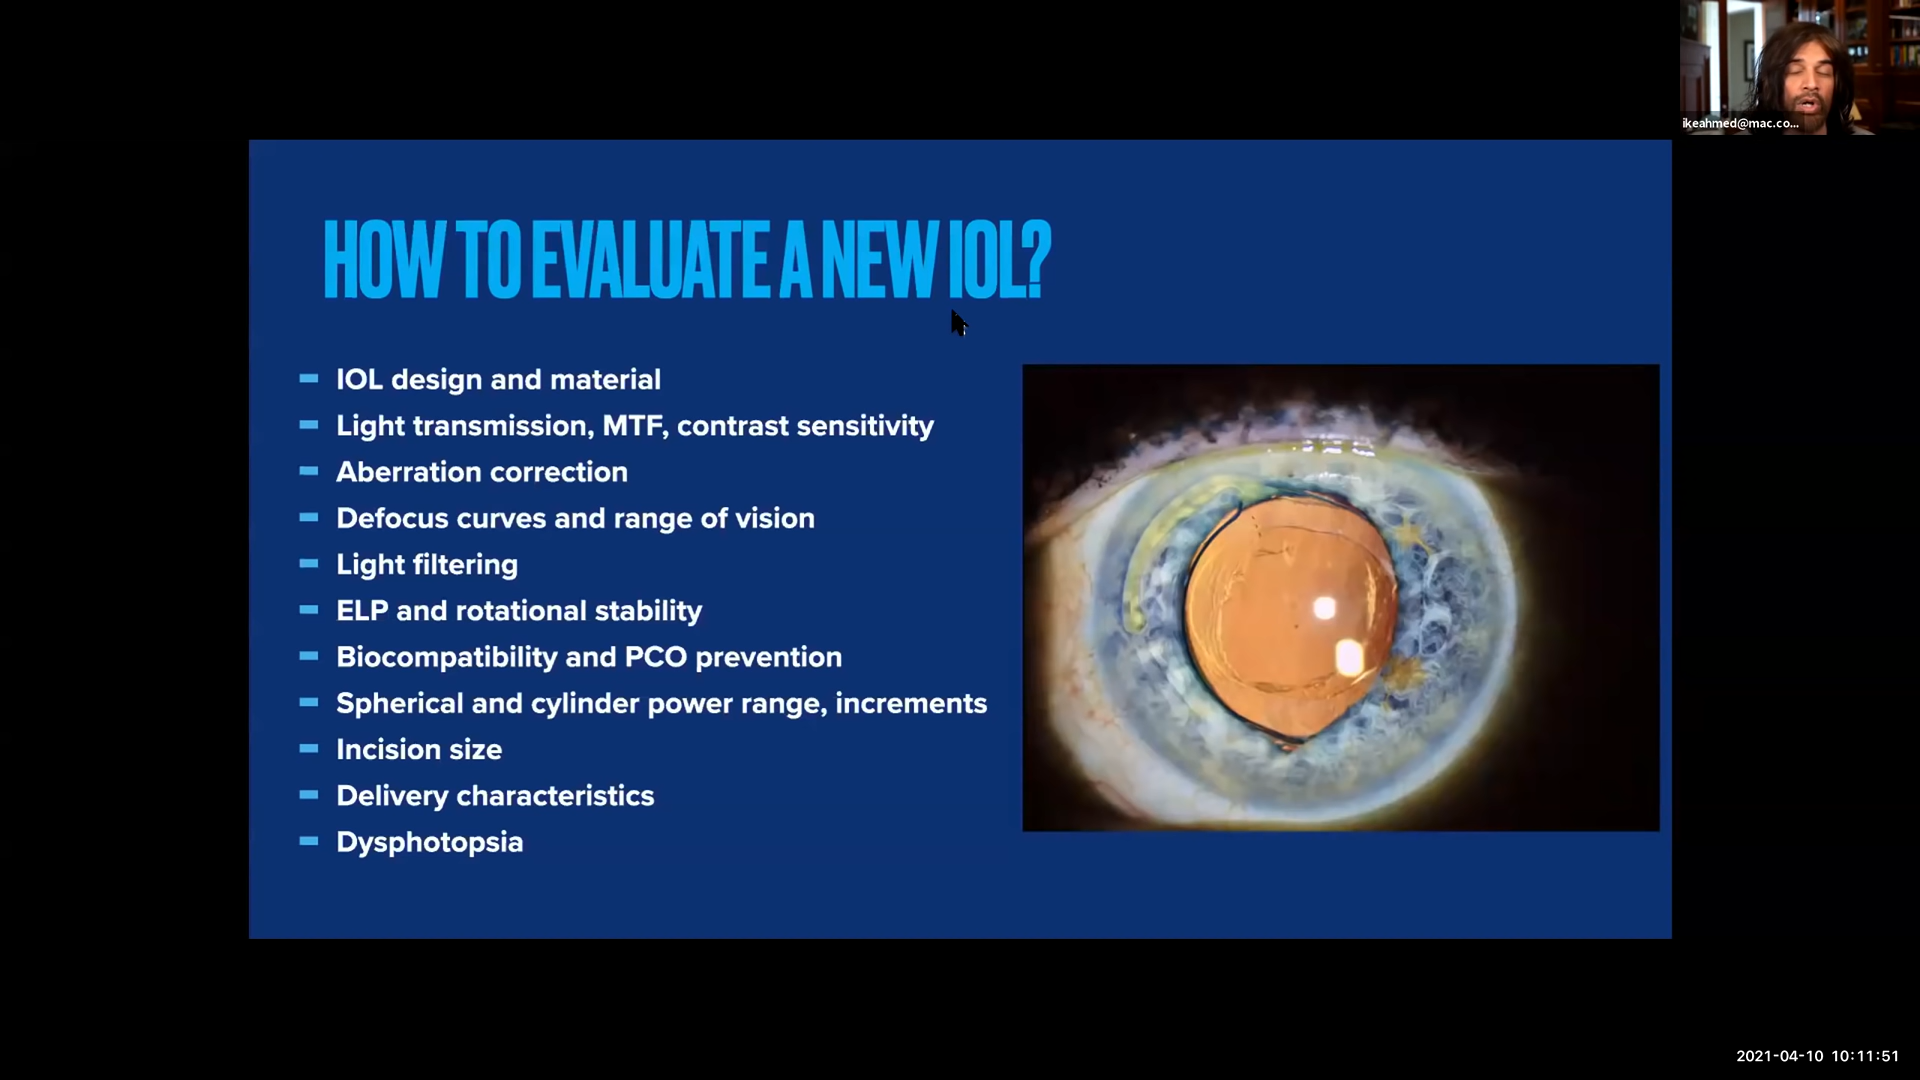 ikeahmed@mac.co...
HOW TO EVALUATE A NEW IOL?
IOL design and material
Light transmission, MTF, contrast sensitivity
Aberration correction
Defocus curves and range of vision
Light filtering
ELP and rotational stability
Biocompatibility and PCO prevention
Spherical and cylinder power range, increments
Incision size
Delivery characteristics
Dysphotopsia
2021-04-10 10:11:51